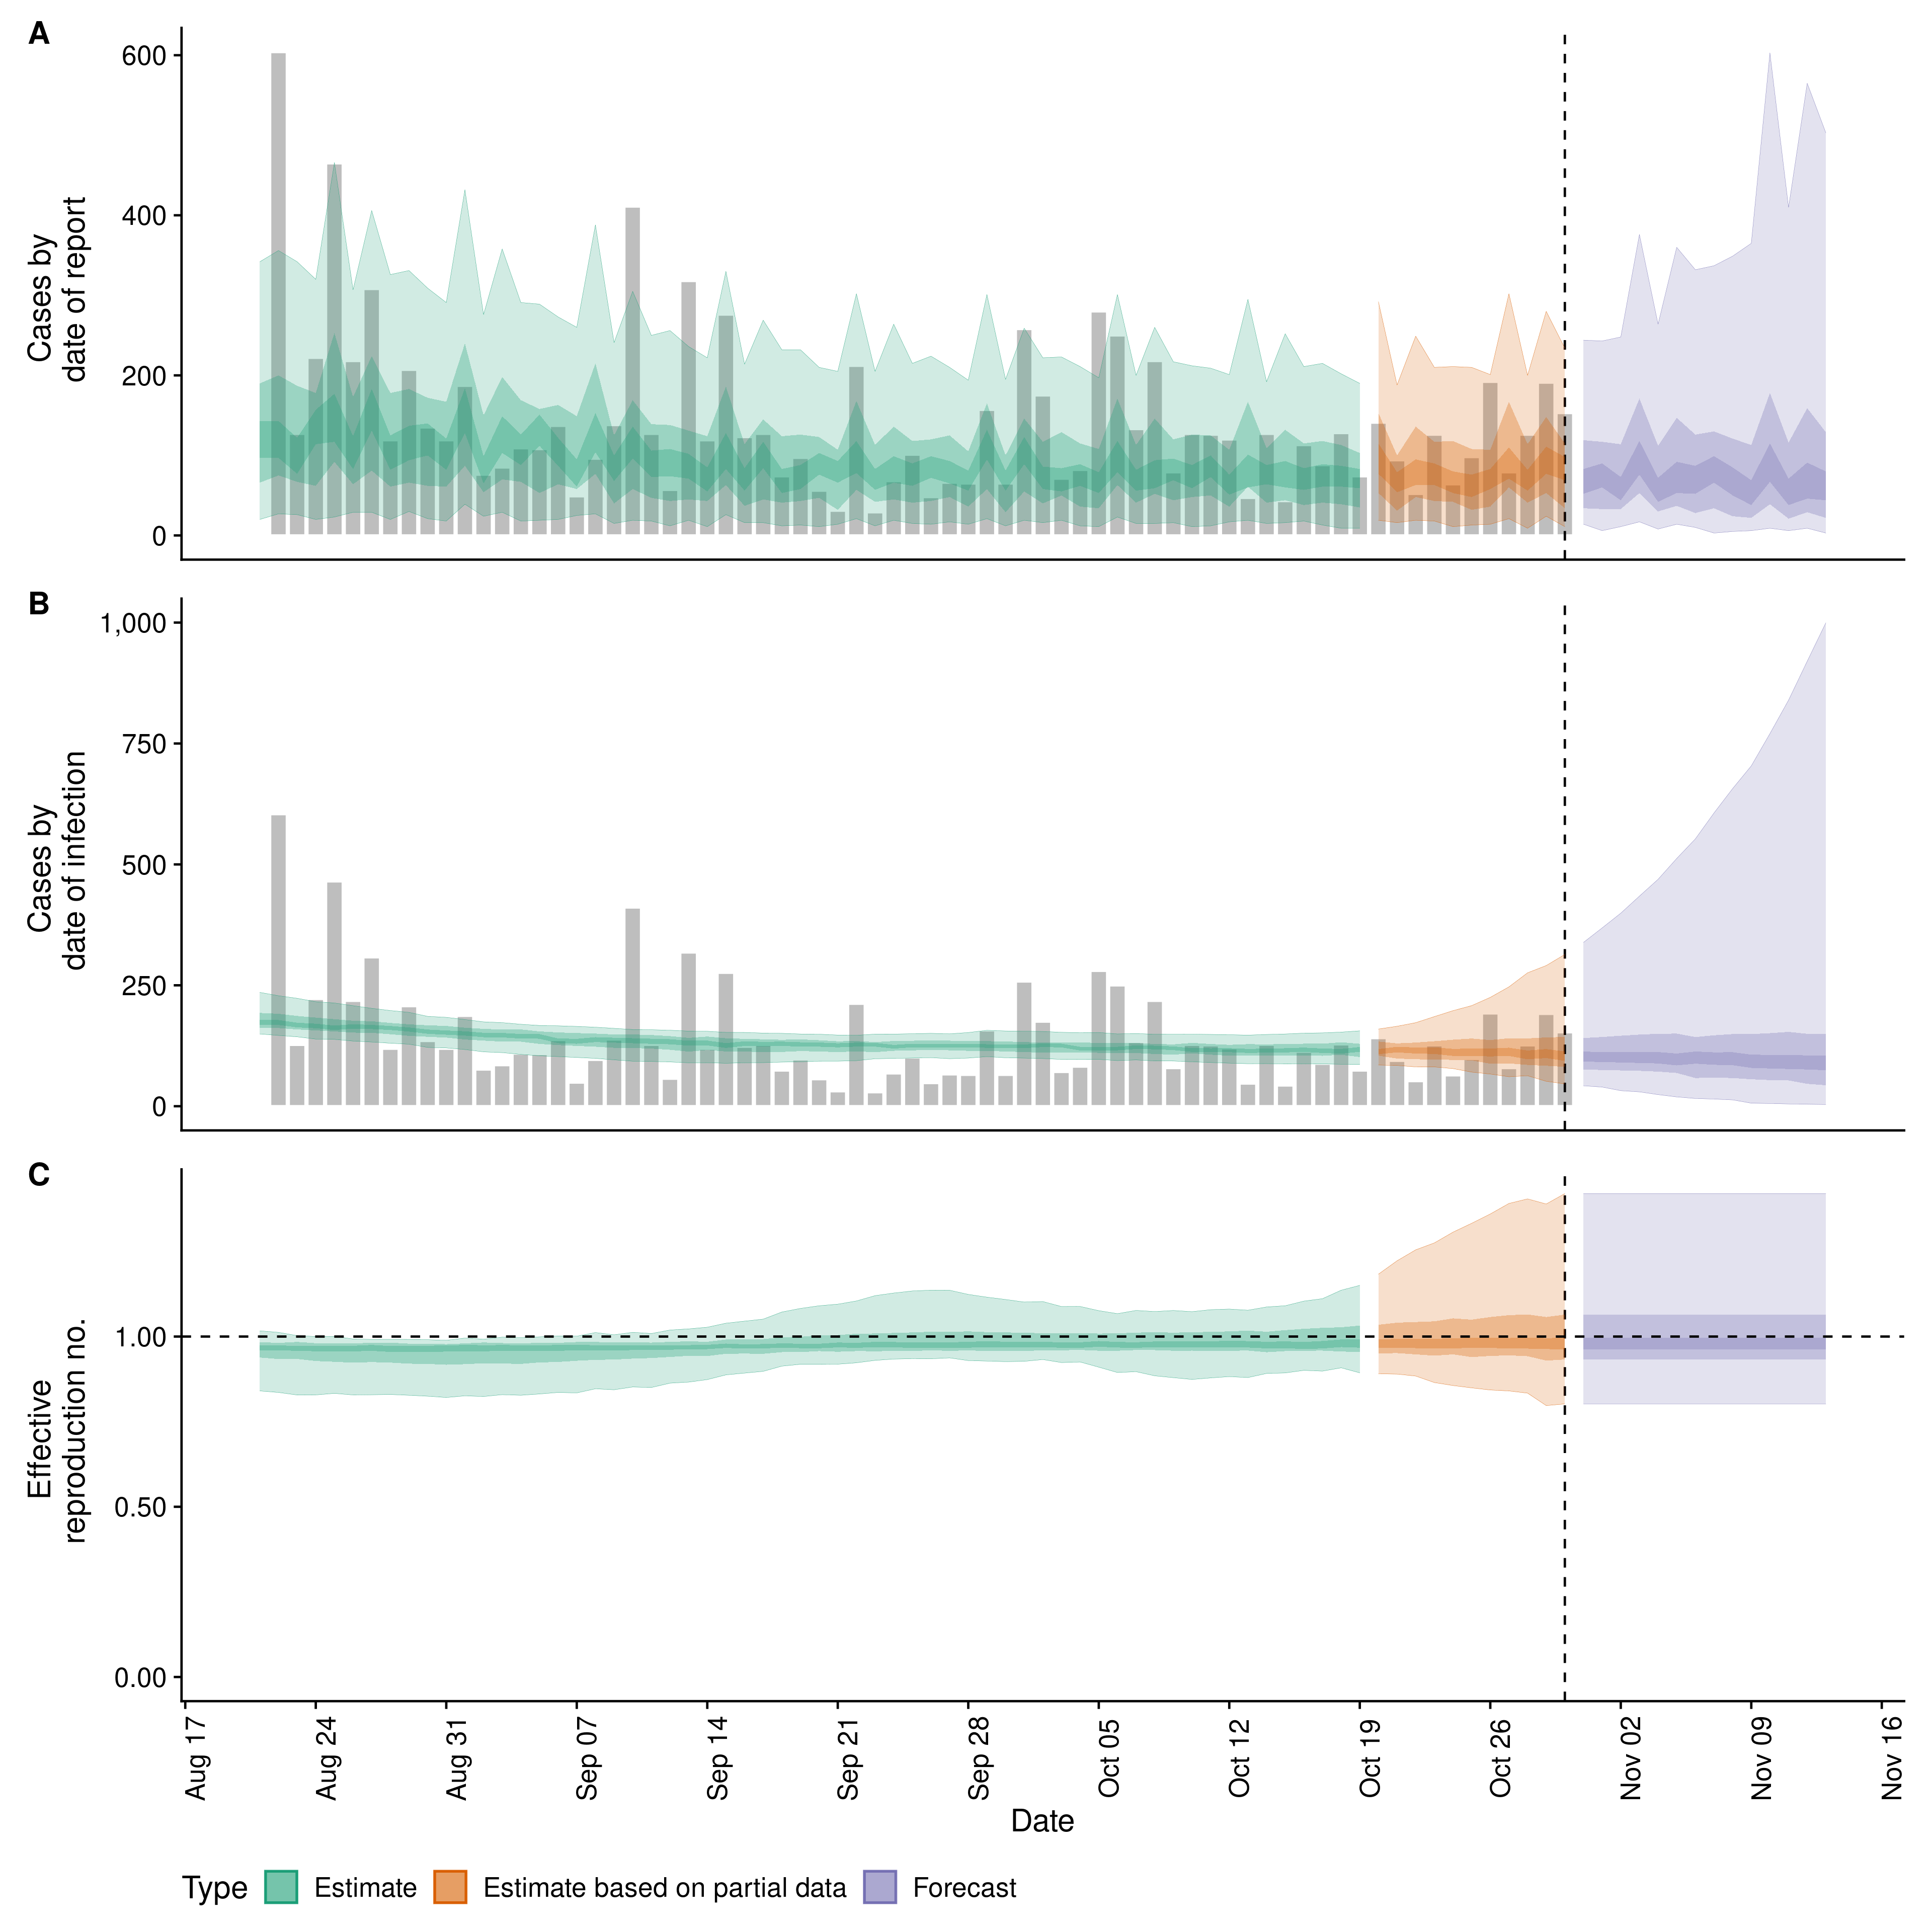 A
600
400
200
0
Cases by
date of report
B
1,000
750
500
250
0
Cases by
date of infection
C
1.00
0.50
0.00
Effective
reproduction no.
Aug 17
Aug 24
Aug 31
Sep 07
Sep 14
Sep 21
Sep 28
Oct 05
Oct 12
Oct 19
Oct 26
Nov 02
Nov 09
Nov 16
Date
Type Estimate Estimate based on partial data Forecast